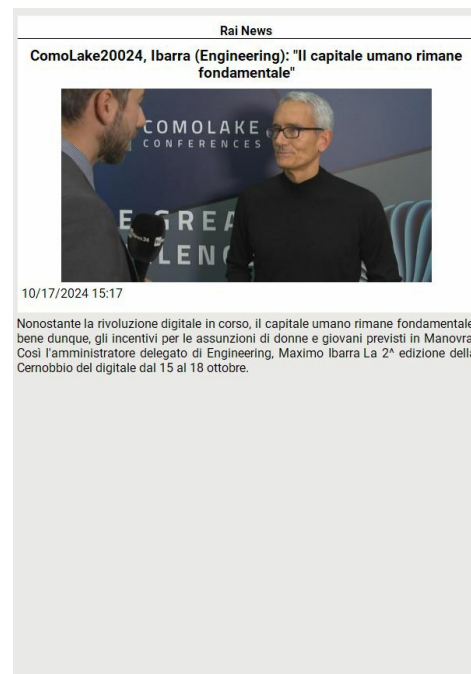 Rai News
ComoLake20024, Ibarra (Engineering): "Il capitale umano rimane
fondamentale"
COMOLAKE
CONFERENCES
E GREA
LENG
10/17/2024 15:17
Nonostante la rivoluzione digitale in corso, il capitale umano rimane fondamentale
bene dunque, gli incentivi per le assunzioni di donne e giovani previsti in Manovra
Così l'amministratore delegato di Engineering, Maximo Ibarra La 2^ edizione della
Cernobbio del digitale dal 15 al 18 ottobre.